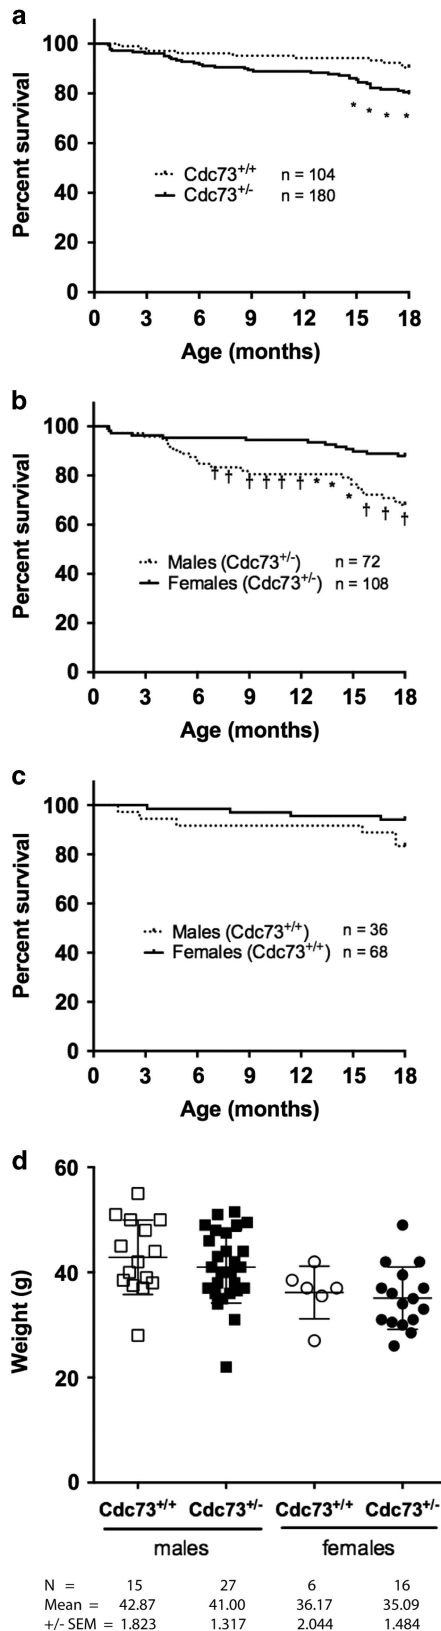 a
Percent survival
100
80
60
40
20
0
* * * *
Cdc73+/+ n = 104
Cdc73+/- n = 180
0 3 6 9 12 15 18
Age (months)
b
Percent survival
100
80
60
40
20
0
† † † † † † * * * † † †
Males (Cdc73+/-) n = 72
Females (Cdc73+/-) n = 108
0 3 6 9 12 15 18
Age (months)
c
Percent survival
100
80
60
40
20
0
Males (Cdc73+/+) n = 36
Females (Cdc73+/+) n = 68
0 3 6 9 12 15 18
Age (months)
d
Weight (g)
60
40
20
0
Cdc73+/+ Cdc73+/- Cdc73+/+ Cdc73+/-
males females
N = 15 27 6 16
Mean = 42.87 41.00 36.17 35.09
+/- SEM = 1.823 1.317 2.044 1.484